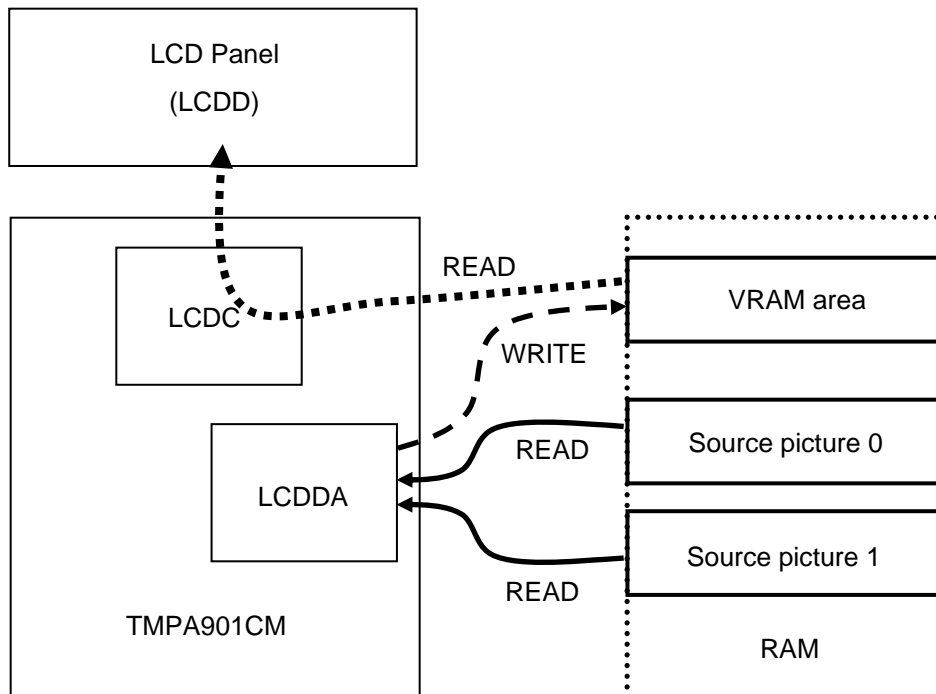 LCD Panel
(LCDD)
LCDC
READ
VRAM area
WRITE
Source picture 0
READ
LCDDA
Source picture 1
READ
TMPA901CM
RAM